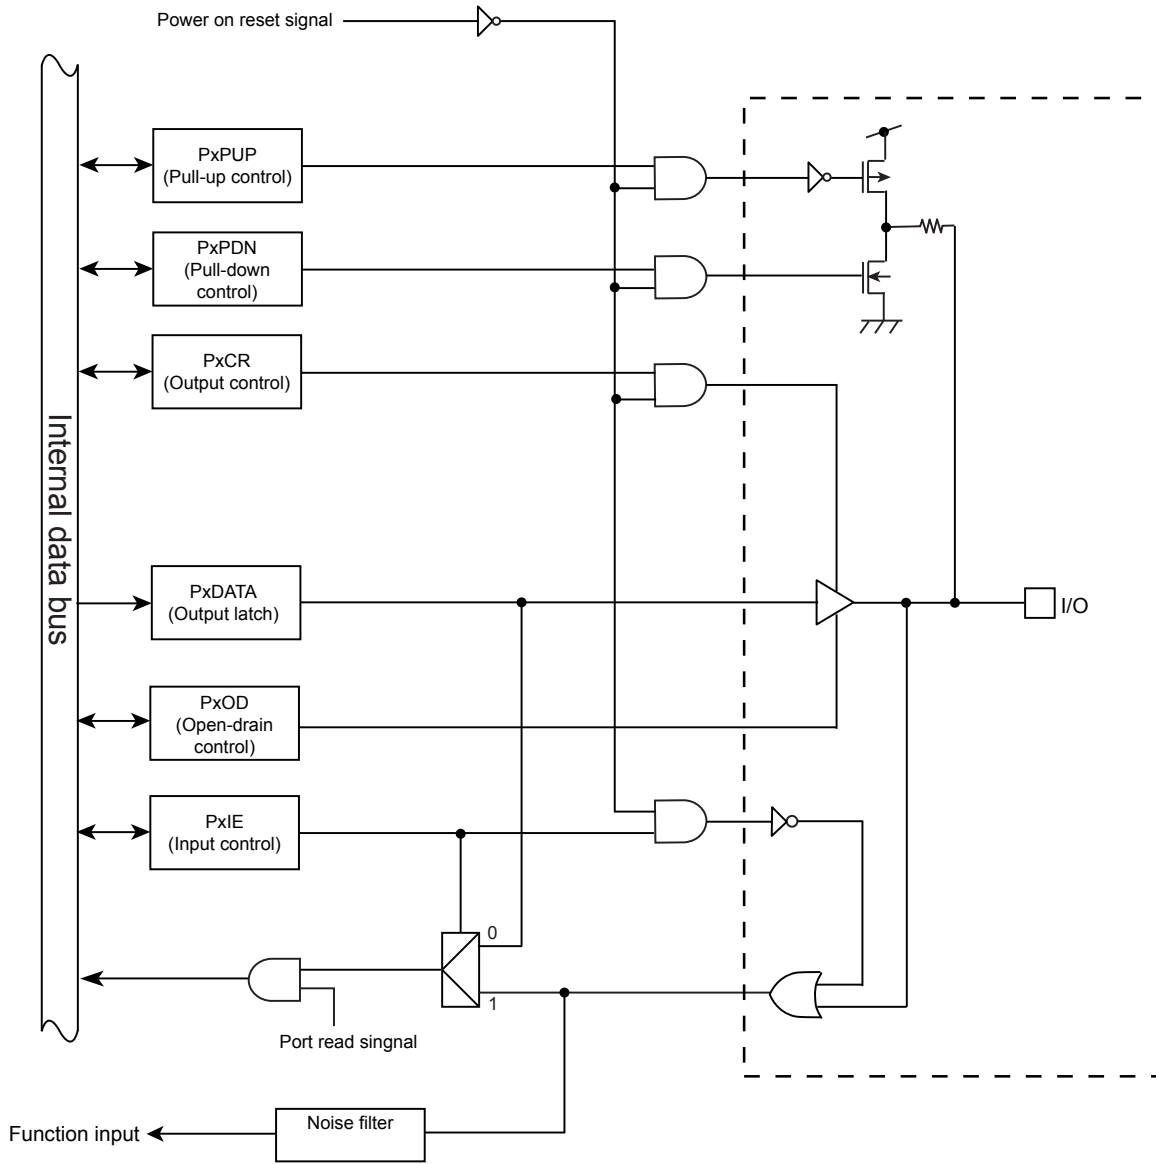 Power on reset signal
PxPUP
(Pull-up control)
PxPDN
(Pull-down
control)
PxCR
(Output control)
Internal data bus
PxDATA
(Output latch)
I/O
PxOD
(Open-drain
control)
PxIE
(Input control)
0
1
Port read singnal
Noise filter
Function input